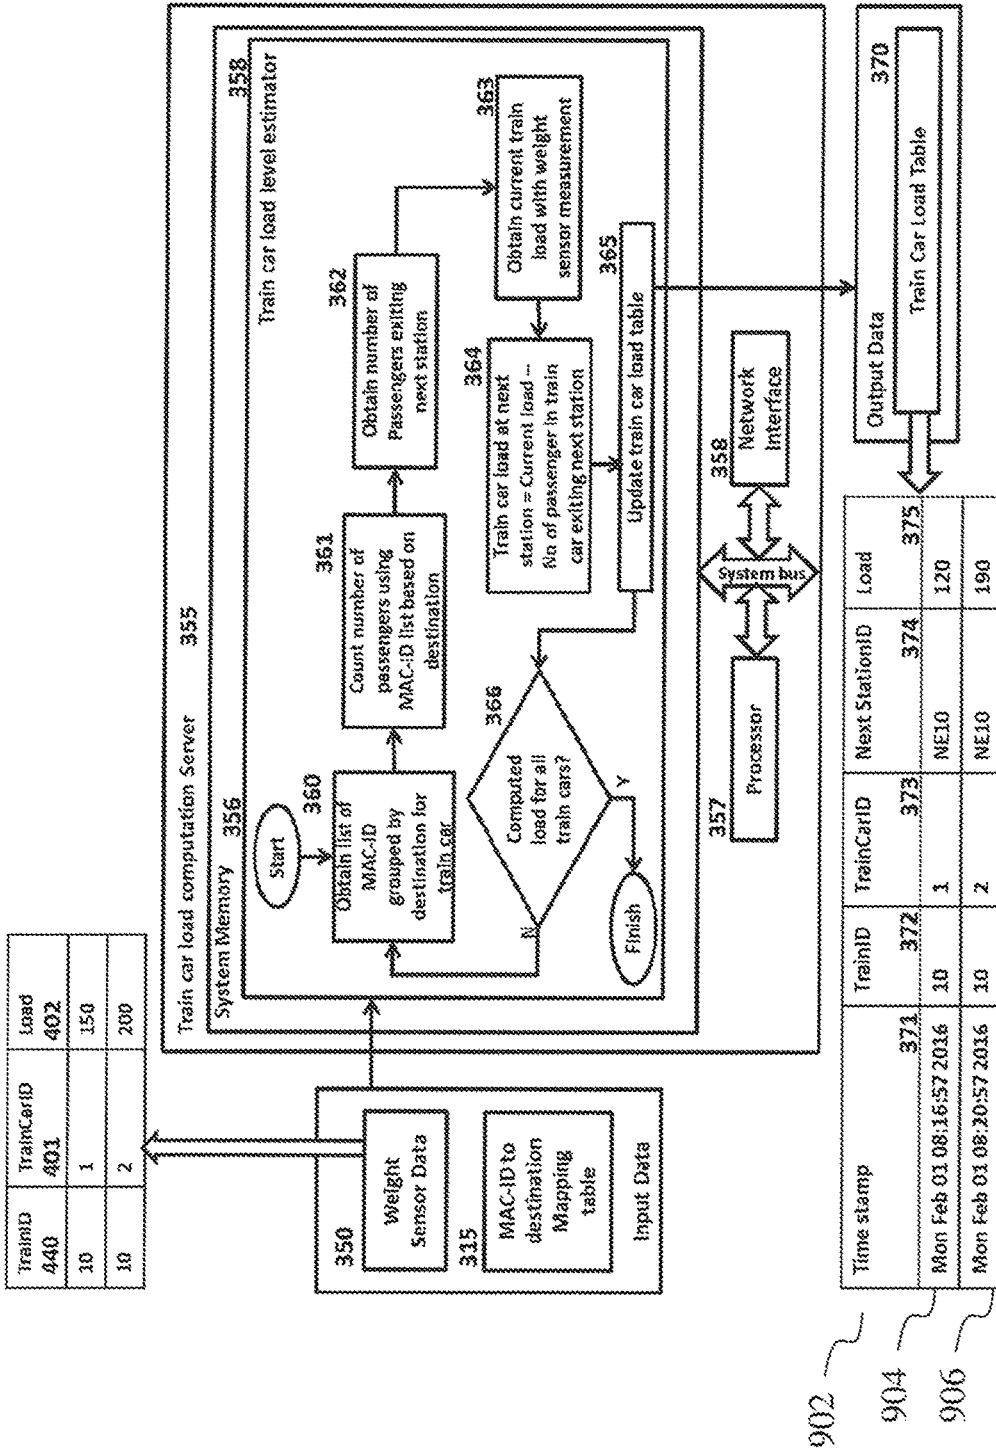 TrainID TrainCarID Load
440 401 402
10 1 150
10 2 200
350
Weight
Sensor Data
315
MAC-ID to
destination
Mapping
table
Input Data
Train car load computation Server 355
System Memory 356
358
Train car load level estimator
Start
360
Obtain list of
MAC-ID
grouped by
destination for
train car
361
Count number of
passengers using
MAC-ID list based on
destination
362
Obtain number of
Passengers exiting
next station
363
Obtain current train
load with weight
sensor measurement
364
Train car load at next
station = Current load –
No of passenger in train
car exiting next station
365
Update train car load table
366
Computed
load for all
train cars?
N
Y
Finish
357
Processor
System bus
358
Network
Interface
Output Data
370
Train Car Load Table
Time stamp TrainID TrainCarID Next StationID Load
371 372 373 374 375
Mon Feb 01 08:16:57 2016 10 1 NE10 120
Mon Feb 01 08:20:57 2016 10 2 NE10 190
902
904
906